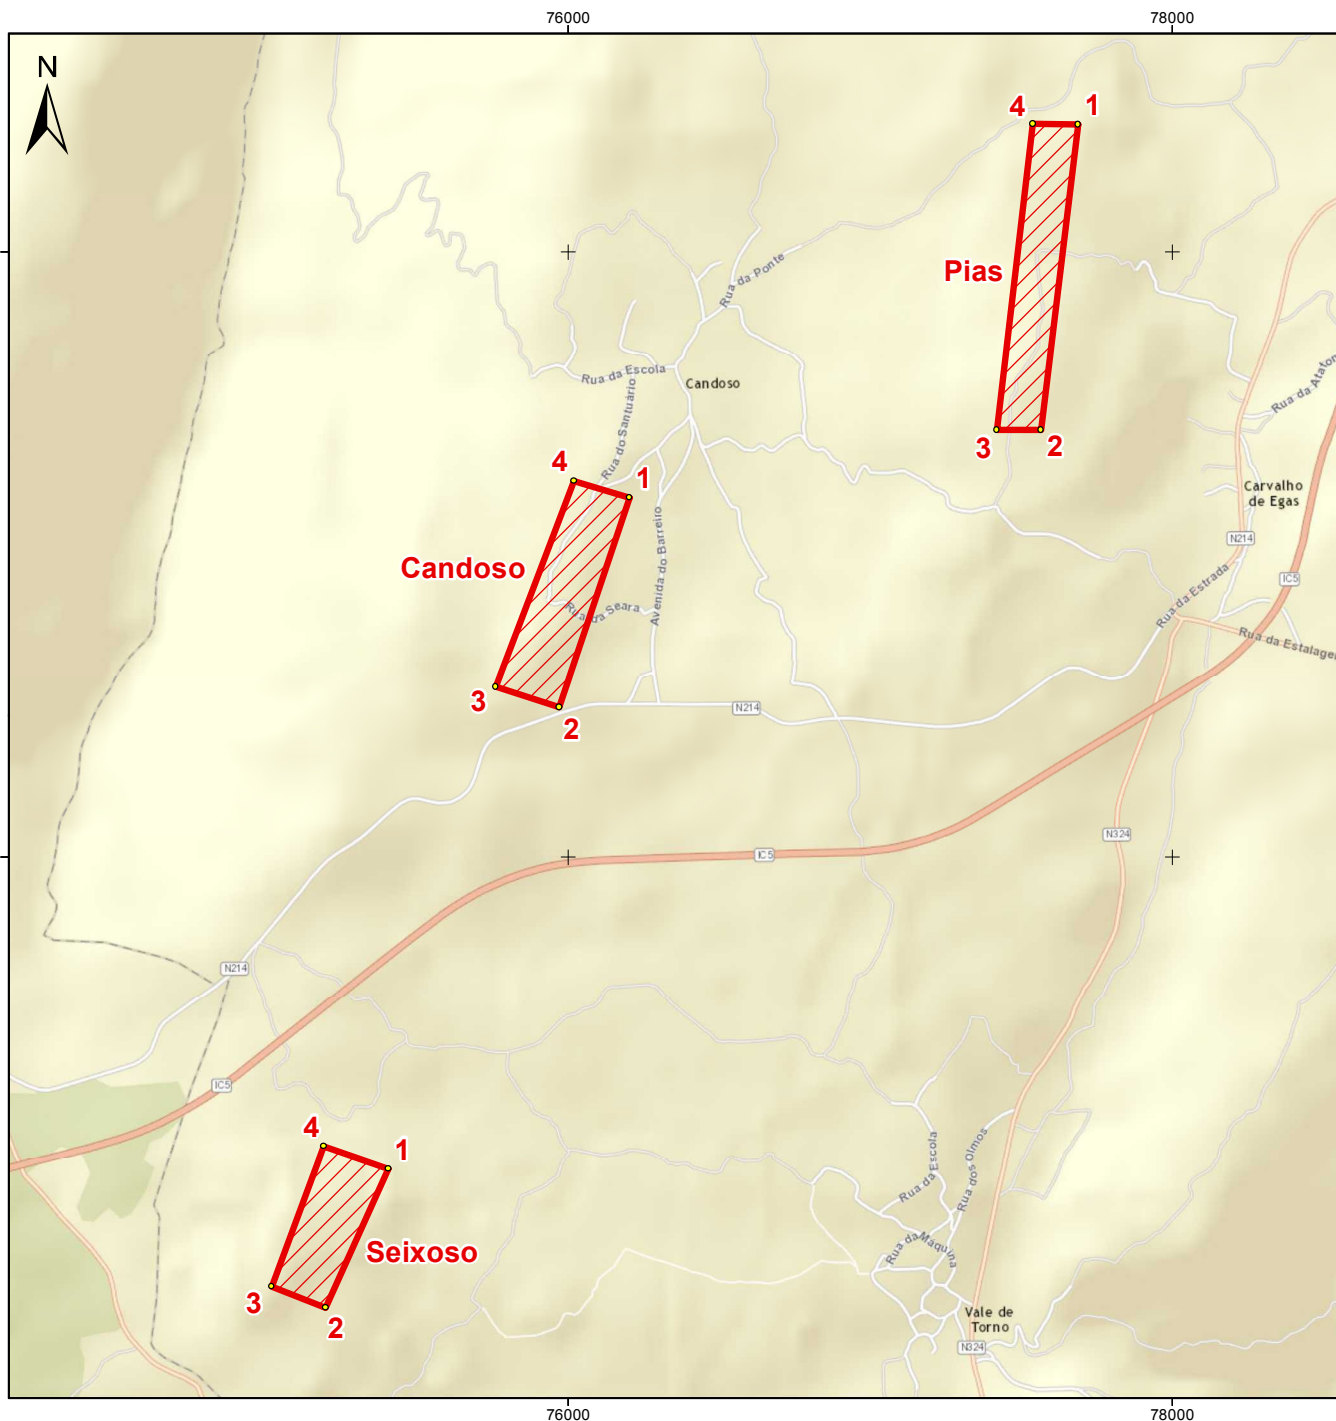 76000
78000
N
4
1
Pias
3
2
Rua da Ponte
Rua da Escola
Candoso
Rua do Santuário
Rua da Atafon
4
1
Carvalho
de Egas
Candoso
Avenida do Barreiro
N214
Rua da Estrada
IC5
Rua da Seara
Rua da Estalagem
3
2
N214
N324
IC5
N214
IC5
4
1
Rua da Escola
Rua dos Olmos
Seixoso
Rua da Máquina
3
2
Vale de
Torno
N324
76000
78000